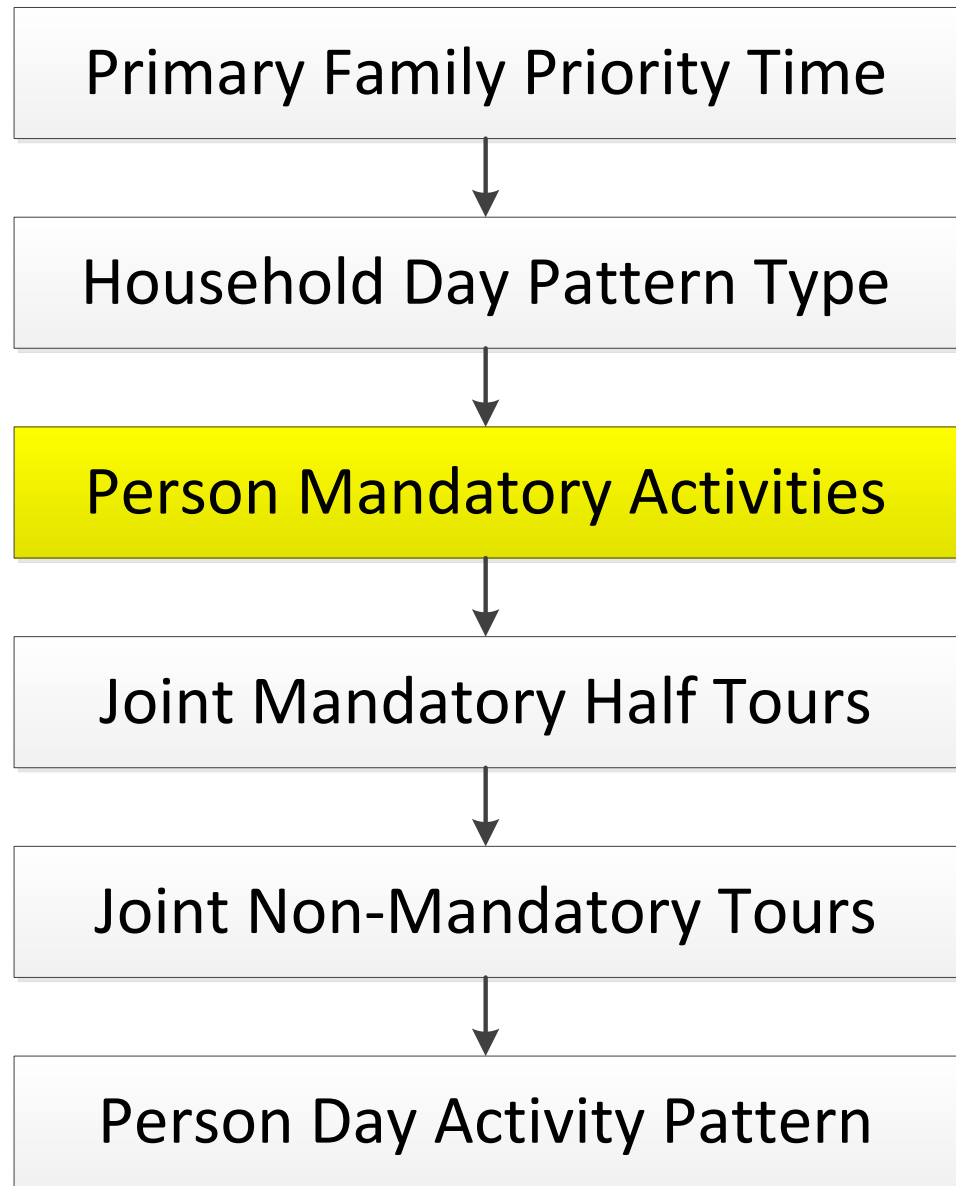 Primary Family Priority Time
Household Day Pattern Type
Person Mandatory Activities
Joint Mandatory Half Tours
Joint Non-Mandatory Tours
Person Day Activity Pattern